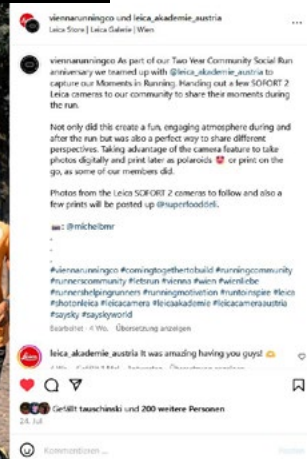 viennarunningco und leica_akademie_austria
Leica Store | Leica Galerie | Wien
viennarunningco As part of our Two Year Community Social Run
anniversary we teamed up with @leica_akademie_austria to
capture our Moments in Running. Handing out a few SOFORT 2
Leica cameras to our community to share their moments during
the run.
Not only did this create a fun, engaging atmosphere during and
after the run but was also a perfect way to share different
perspectives. Taking advantage of the camera feature to take
photos digitally and print later as polaroids 😍 or print on the
go, as some of our members did.
Photos from the Leica SOFORT 2 cameras to follow and also a
few prints will be posted up @superfooddeli.
📷: @michelbmr
.
.
.
#viennarunningco #comingtogethertobuild #runningcommunity
#runnerscommunity #letsrun #vienna #wien #wienliebe
#runnershelpingrunners #runningmotivation #runtoinspire #leica
#shotonleica #leicacamera #leicaakademie #leicacameraaustria
#saysky #sayskyworld
Bearbeitet · 4 Wo. Übersetzung anzeigen
leica_akademie_austria It was amazing having you guys! 🫶
Gefällt tauschinski und 200 weitere Personen
24. Juli
Kommentieren ...